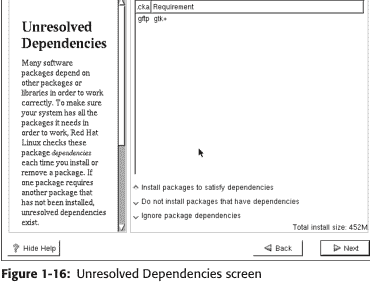 Unresolved
Dependencies
Many software
packages depend on
other packages or
libraries in order to work
correctly. To make sure
your system has all the
packages it needs in
order to work, Red Hat
Linux checks these
package dependencies
each time you install or
remove a package. If
one package requires
another package that
has not been installed,
unresolved dependencies
exist.
cka Requirement
gftp gtk+
Install packages to satisfy dependencies
Do not install packages that have dependencies
Ignore package dependencies
Total install size: 452M
Hide Help
Back
Next
Figure 1-16: Unresolved Dependencies screen